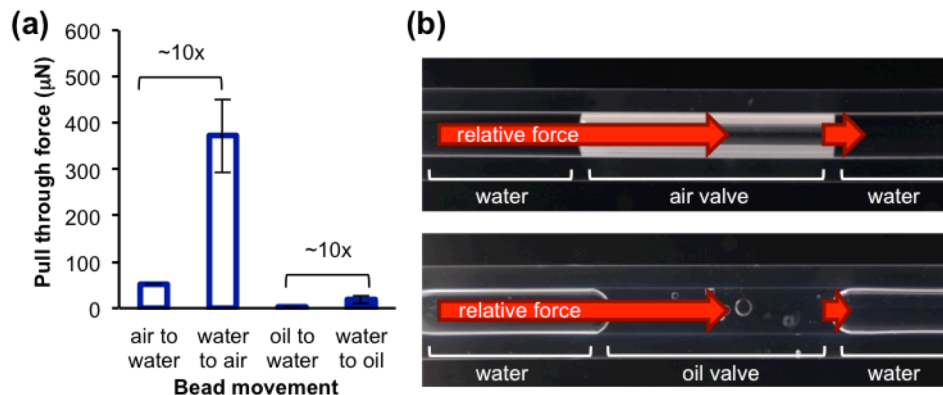 (a)
Pull through force (µN)
600
500
400
300
200
100
0
~10x
~10x
air to
water
water
to air
oil to
water
water
to oil
Bead movement
(b)
relative force
water
air valve
water
relative force
water
oil valve
water